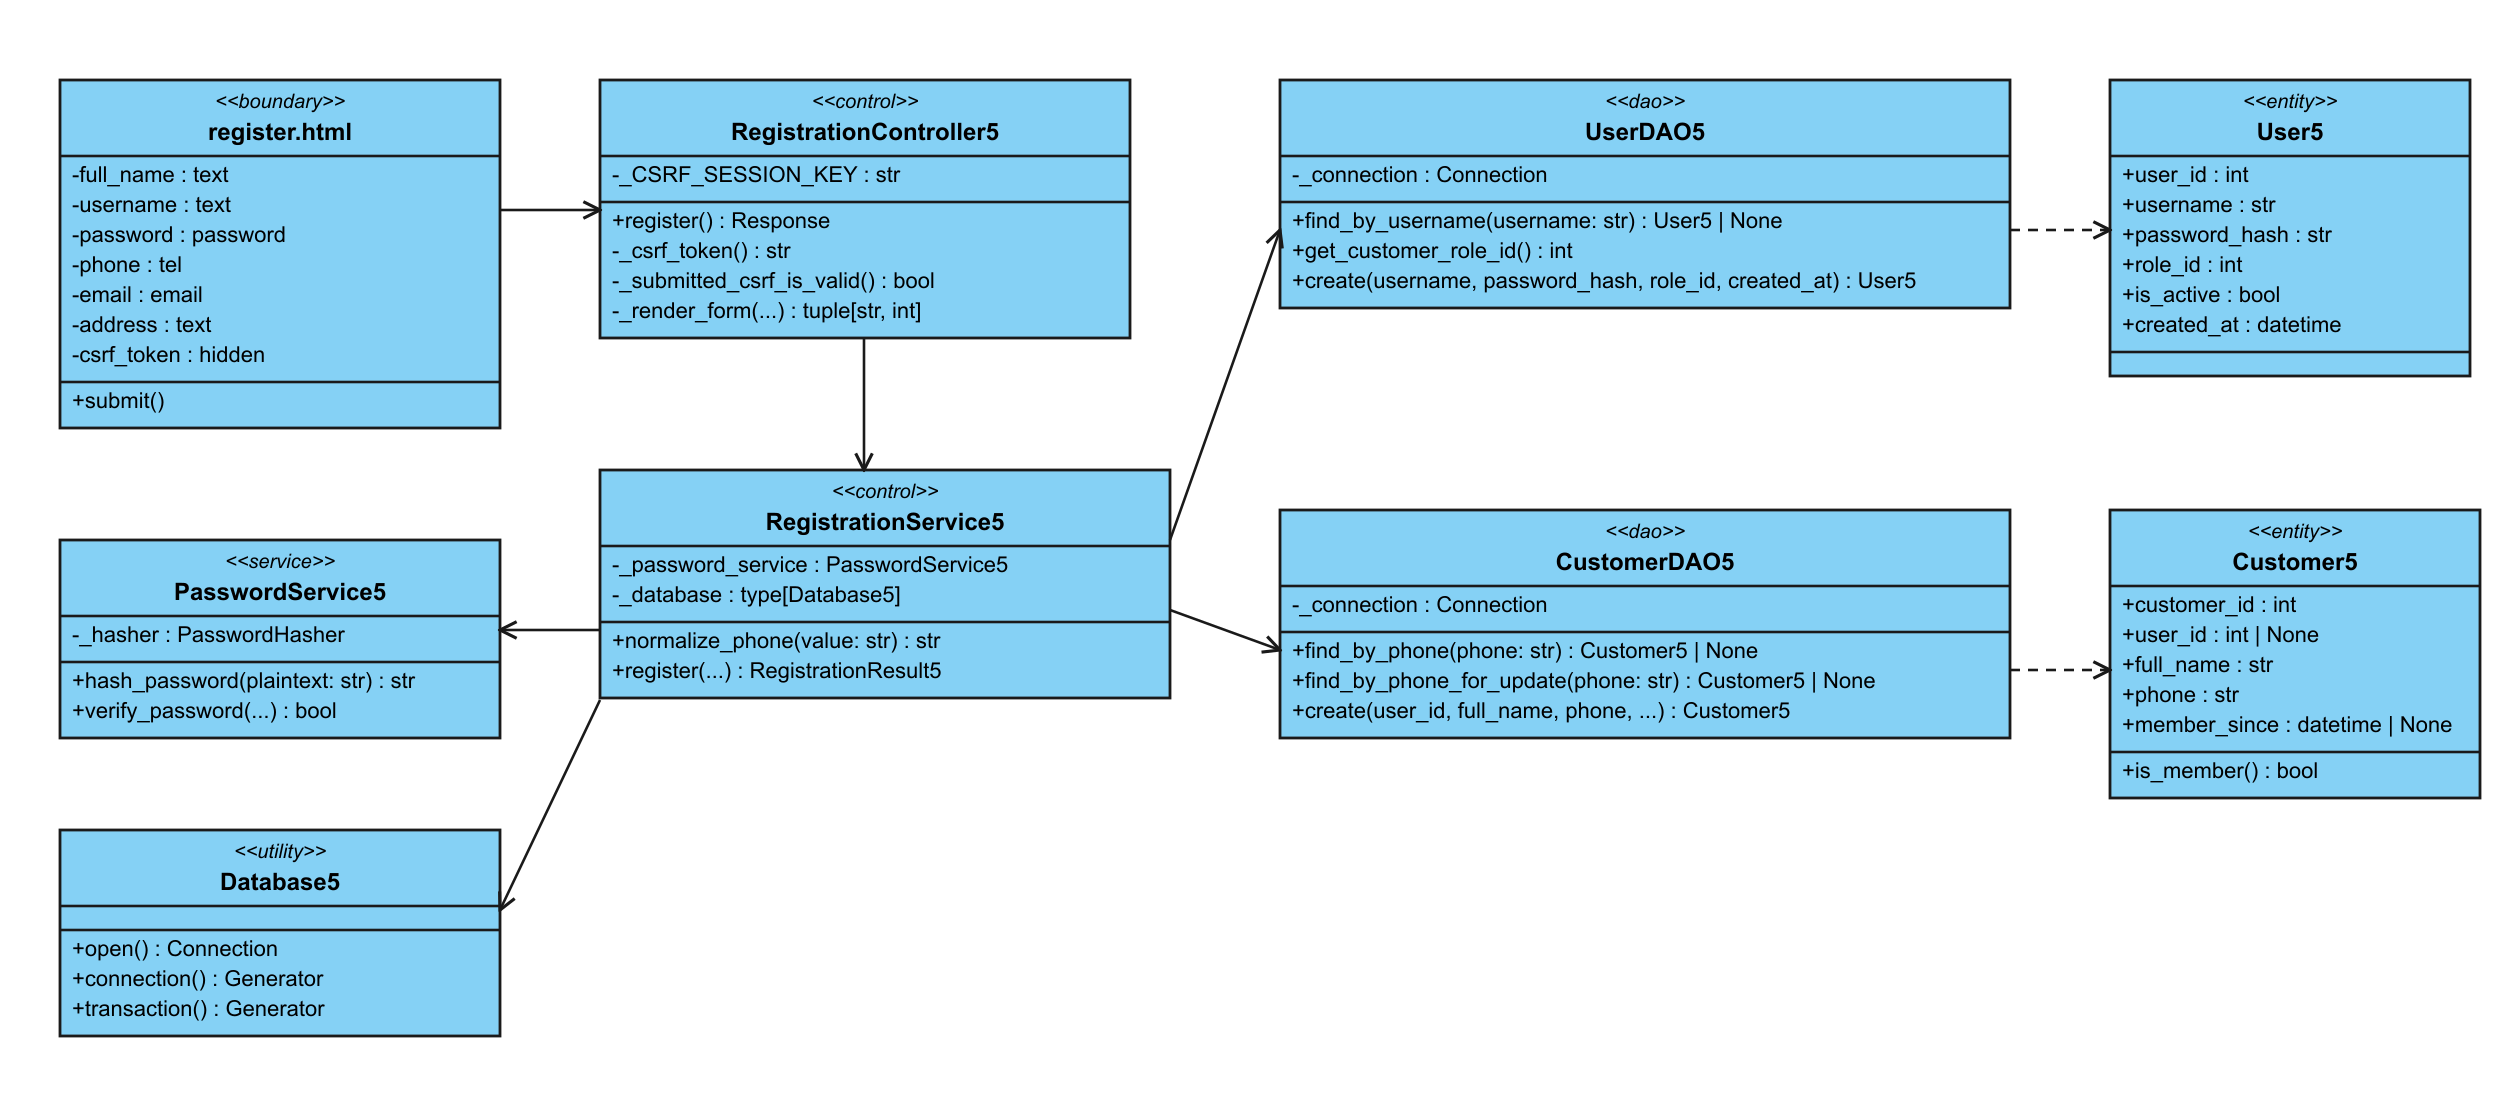 <<boundary>>
register.html
-full_name : text
-username : text
-password : password
-phone : tel
-email : email
-address : text
-csrf_token : hidden
+submit()
<<control>>
RegistrationController5
-_CSRF_SESSION_KEY : str
+register() : Response
-_csrf_token() : str
-_submitted_csrf_is_valid() : bool
-_render_form(...) : tuple[str, int]
<<dao>>
UserDAO5
-_connection : Connection
+find_by_username(username: str) : User5 | None
+get_customer_role_id() : int
+create(username, password_hash, role_id, created_at) : User5
<<entity>>
User5
+user_id : int
+username : str
+password_hash : str
+role_id : int
+is_active : bool
+created_at : datetime
<<service>>
PasswordService5
-_hasher : PasswordHasher
+hash_password(plaintext: str) : str
+verify_password(...) : bool
<<control>>
RegistrationService5
-_password_service : PasswordService5
-_database : type[Database5]
+normalize_phone(value: str) : str
+register(...) : RegistrationResult5
<<dao>>
CustomerDAO5
-_connection : Connection
+find_by_phone(phone: str) : Customer5 | None
+find_by_phone_for_update(phone: str) : Customer5 | None
+create(user_id, full_name, phone, ...) : Customer5
<<entity>>
Customer5
+customer_id : int
+user_id : int | None
+full_name : str
+phone : str
+member_since : datetime | None
+is_member() : bool
<<utility>>
Database5
+open() : Connection
+connection() : Generator
+transaction() : Generator